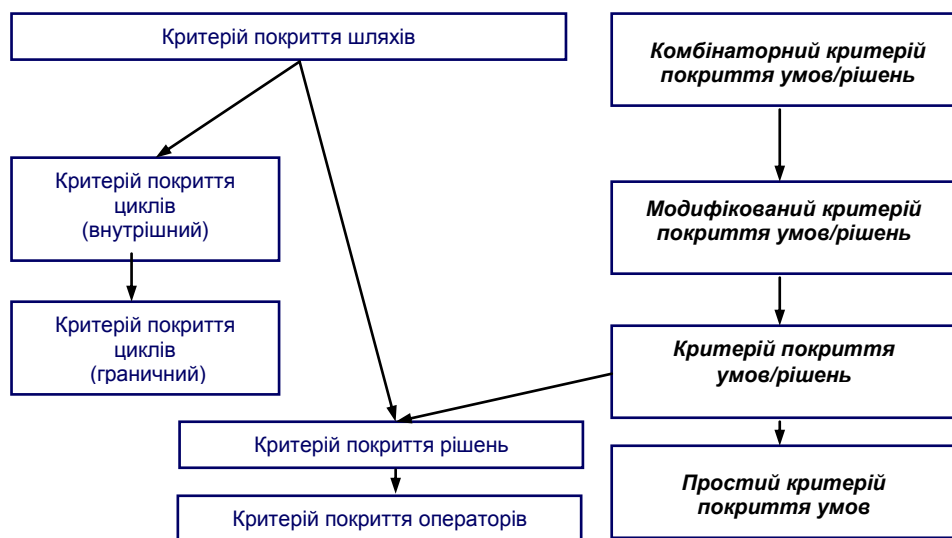 Критерій покриття шляхів
Комбінаторний критерій
покриття умов/рішень
Критерій покриття
циклів
(внутрішний)
Модифікований критерій
покриття умов/рішень
Критерій покриття
циклів
(граничний)
Критерій покриття
умов/рішень
Критерій покриття рішень
Простий критерій
покриття умов
Критерій покриття операторів